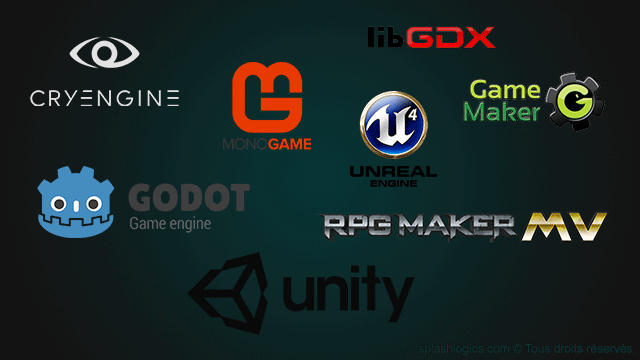 libGDX
CRYENGINE
Game
Maker
MONOGAME
U4
UNREAL
ENGINE
GODOT
Game engine
RPG MAKER MV
unity
splashlogics.com © Tous droits réservés